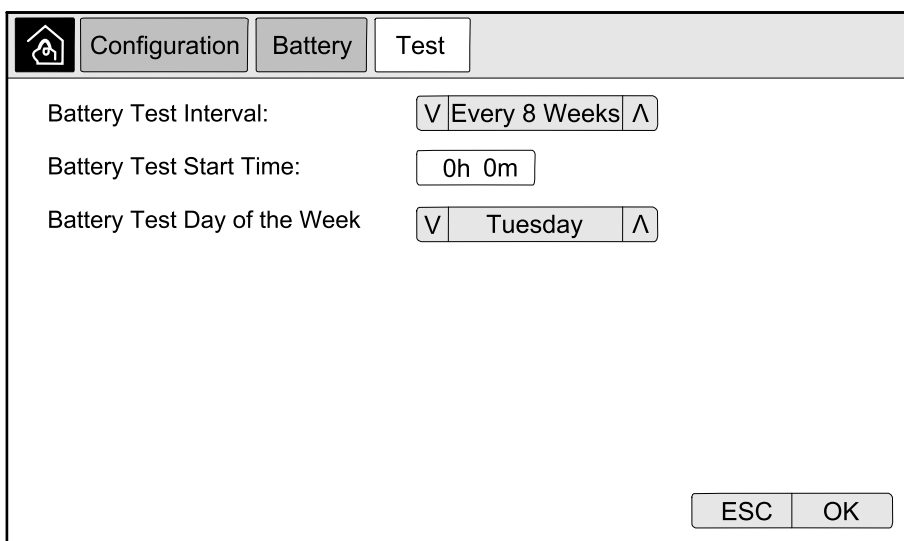 Configuration Battery Test
Battery Test Interval: V Every 8 Weeks Λ
Battery Test Start Time: 0h 0m
Battery Test Day of the Week V Tuesday Λ
ESC OK